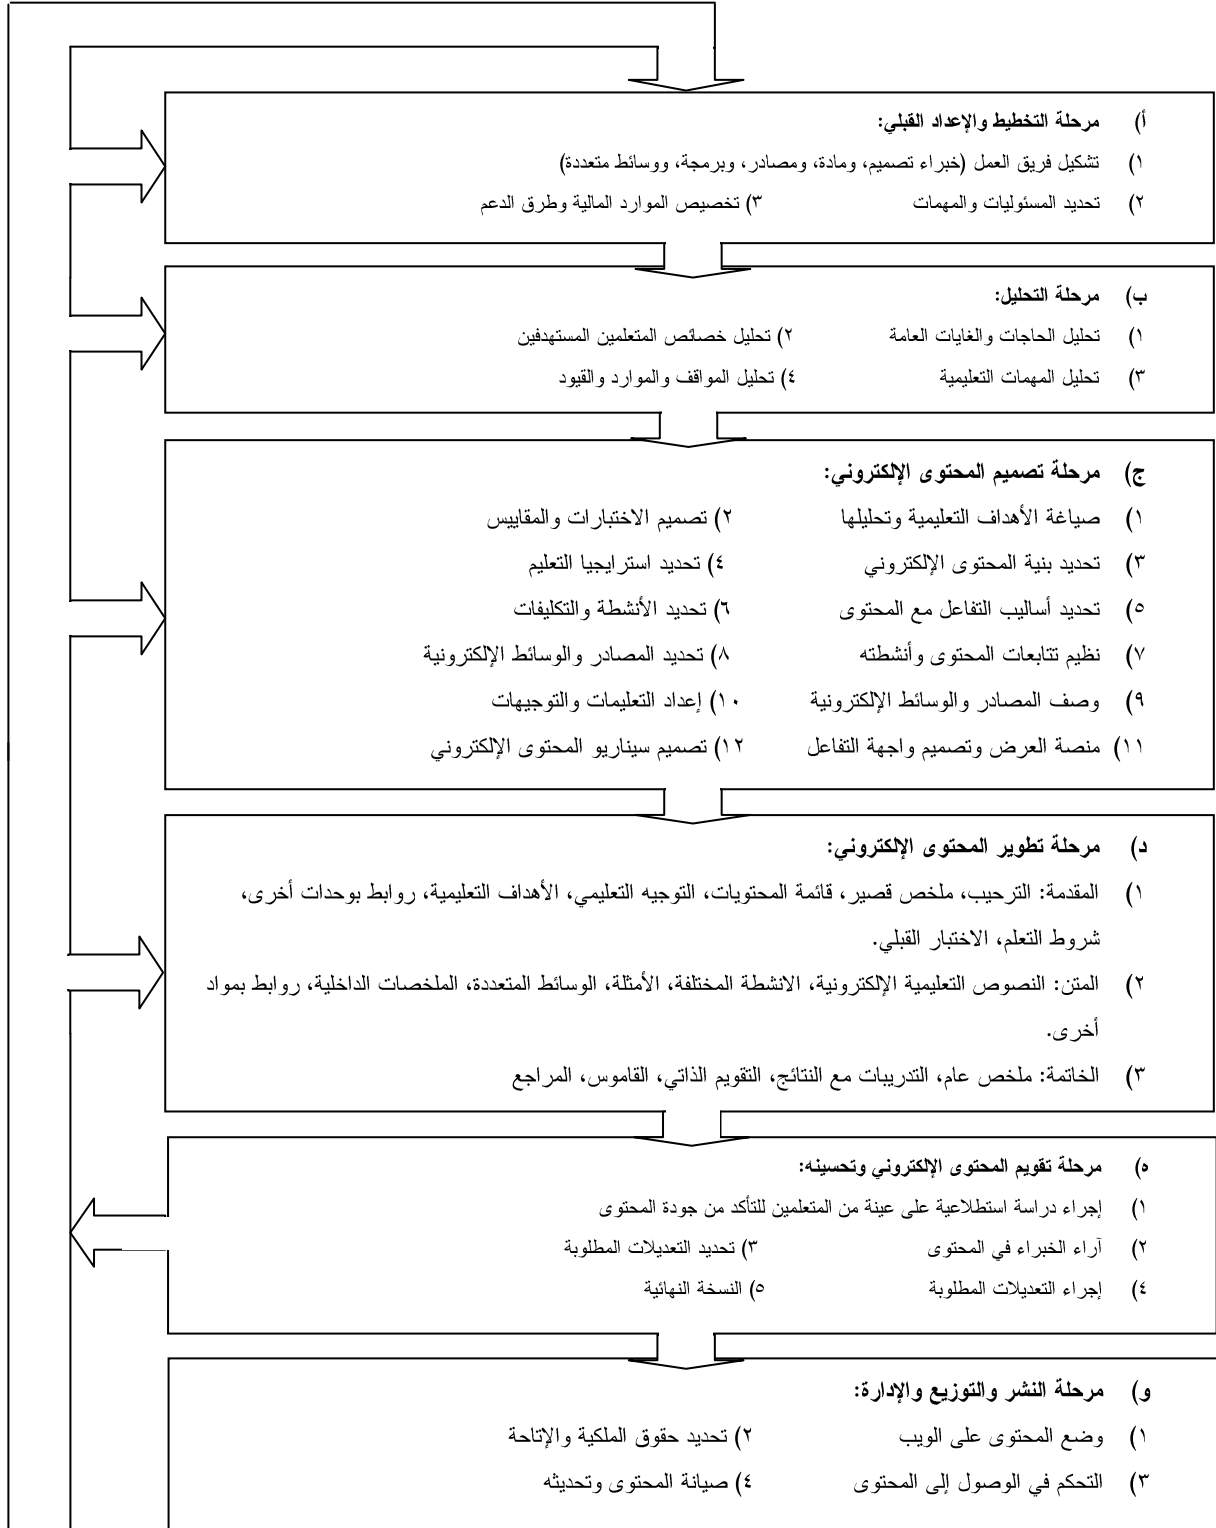 أ) مرحلة التخطيط والإعداد القبلي:
١) تشكيل فريق العمل (خبراء تصميم، ومادة، ومصادر، وبرمجة، ووسائط متعددة)
٢) تحديد المسئوليات والمهمات ٣) تخصيص الموارد المالية وطرق الدعم
ب) مرحلة التحليل:
١) تحليل الحاجات والغايات العامة ٢) تحليل خصائص المتعلمين المستهدفين
٣) تحليل المهمات التعليمية ٤) تحليل المواقف والموارد والقيود
ج) مرحلة تصميم المحتوى الإلكتروني:
١) صياغة الأهداف التعليمية وتحليلها ٢) تصميم الاختبارات والمقاييس
٣) تحديد بنية المحتوى الإلكتروني ٤) تحديد استرايجيا التعليم
٥) تحديد أساليب التفاعل مع المحتوى ٦) تحديد الأنشطة والتكليفات
٧) نظيم تتابعات المحتوى وأنشطته ٨) تحديد المصادر والوسائط الإلكترونية
٩) وصف المصادر والوسائط الإلكترونية ١٠) إعداد التعليمات والتوجيهات
١١) منصة العرض وتصميم واجهة التفاعل ١٢) تصميم سيناريو المحتوى الإلكتروني
د) مرحلة تطوير المحتوى الإلكتروني:
١) المقدمة: الترحيب، ملخص قصير، قائمة المحتويات، التوجيه التعليمي، الأهداف التعليمية، روابط بوحدات أخرى،
شروط التعلم، الاختبار القبلي.
٢) المتن: النصوص التعليمية الإلكترونية، الانشطة المختلفة، الأمثلة، الوسائط المتعددة، الملخصات الداخلية، روابط بمواد
أخرى.
٣) الخاتمة: ملخص عام، التدريبات مع النتائج، التقويم الذاتي، القاموس، المراجع
ه) مرحلة تقويم المحتوى الإلكتروني وتحسينه:
١) إجراء دراسة استطلاعية على عينة من المتعلمين للتأكد من جودة المحتوى
٢) آراء الخبراء في المحتوى ٣) تحديد التعديلات المطلوبة
٤) إجراء التعديلات المطلوبة ٥) النسخة النهائية
و) مرحلة النشر والتوزيع والإدارة:
١) وضع المحتوى على الويب ٢) تحديد حقوق الملكية والإتاحة
٣) التحكم في الوصول إلى المحتوى ٤) صيانة المحتوى وتحديثه